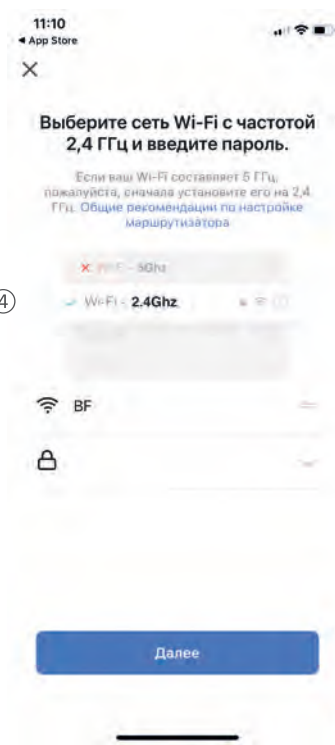 11:10
◀ App Store
Выберите сеть Wi-Fi с частотой
2,4 ГГц и введите пароль.
Если ваш Wi-Fi составляет 5 ГГц,
пожалуйста, сначала установите его на 2,4
ГГц. Общие рекомендации по настройке
маршрутизатора
Wi-Fi - 5Ghz
④
Wi-Fi - 2.4Ghz
BF
Далее